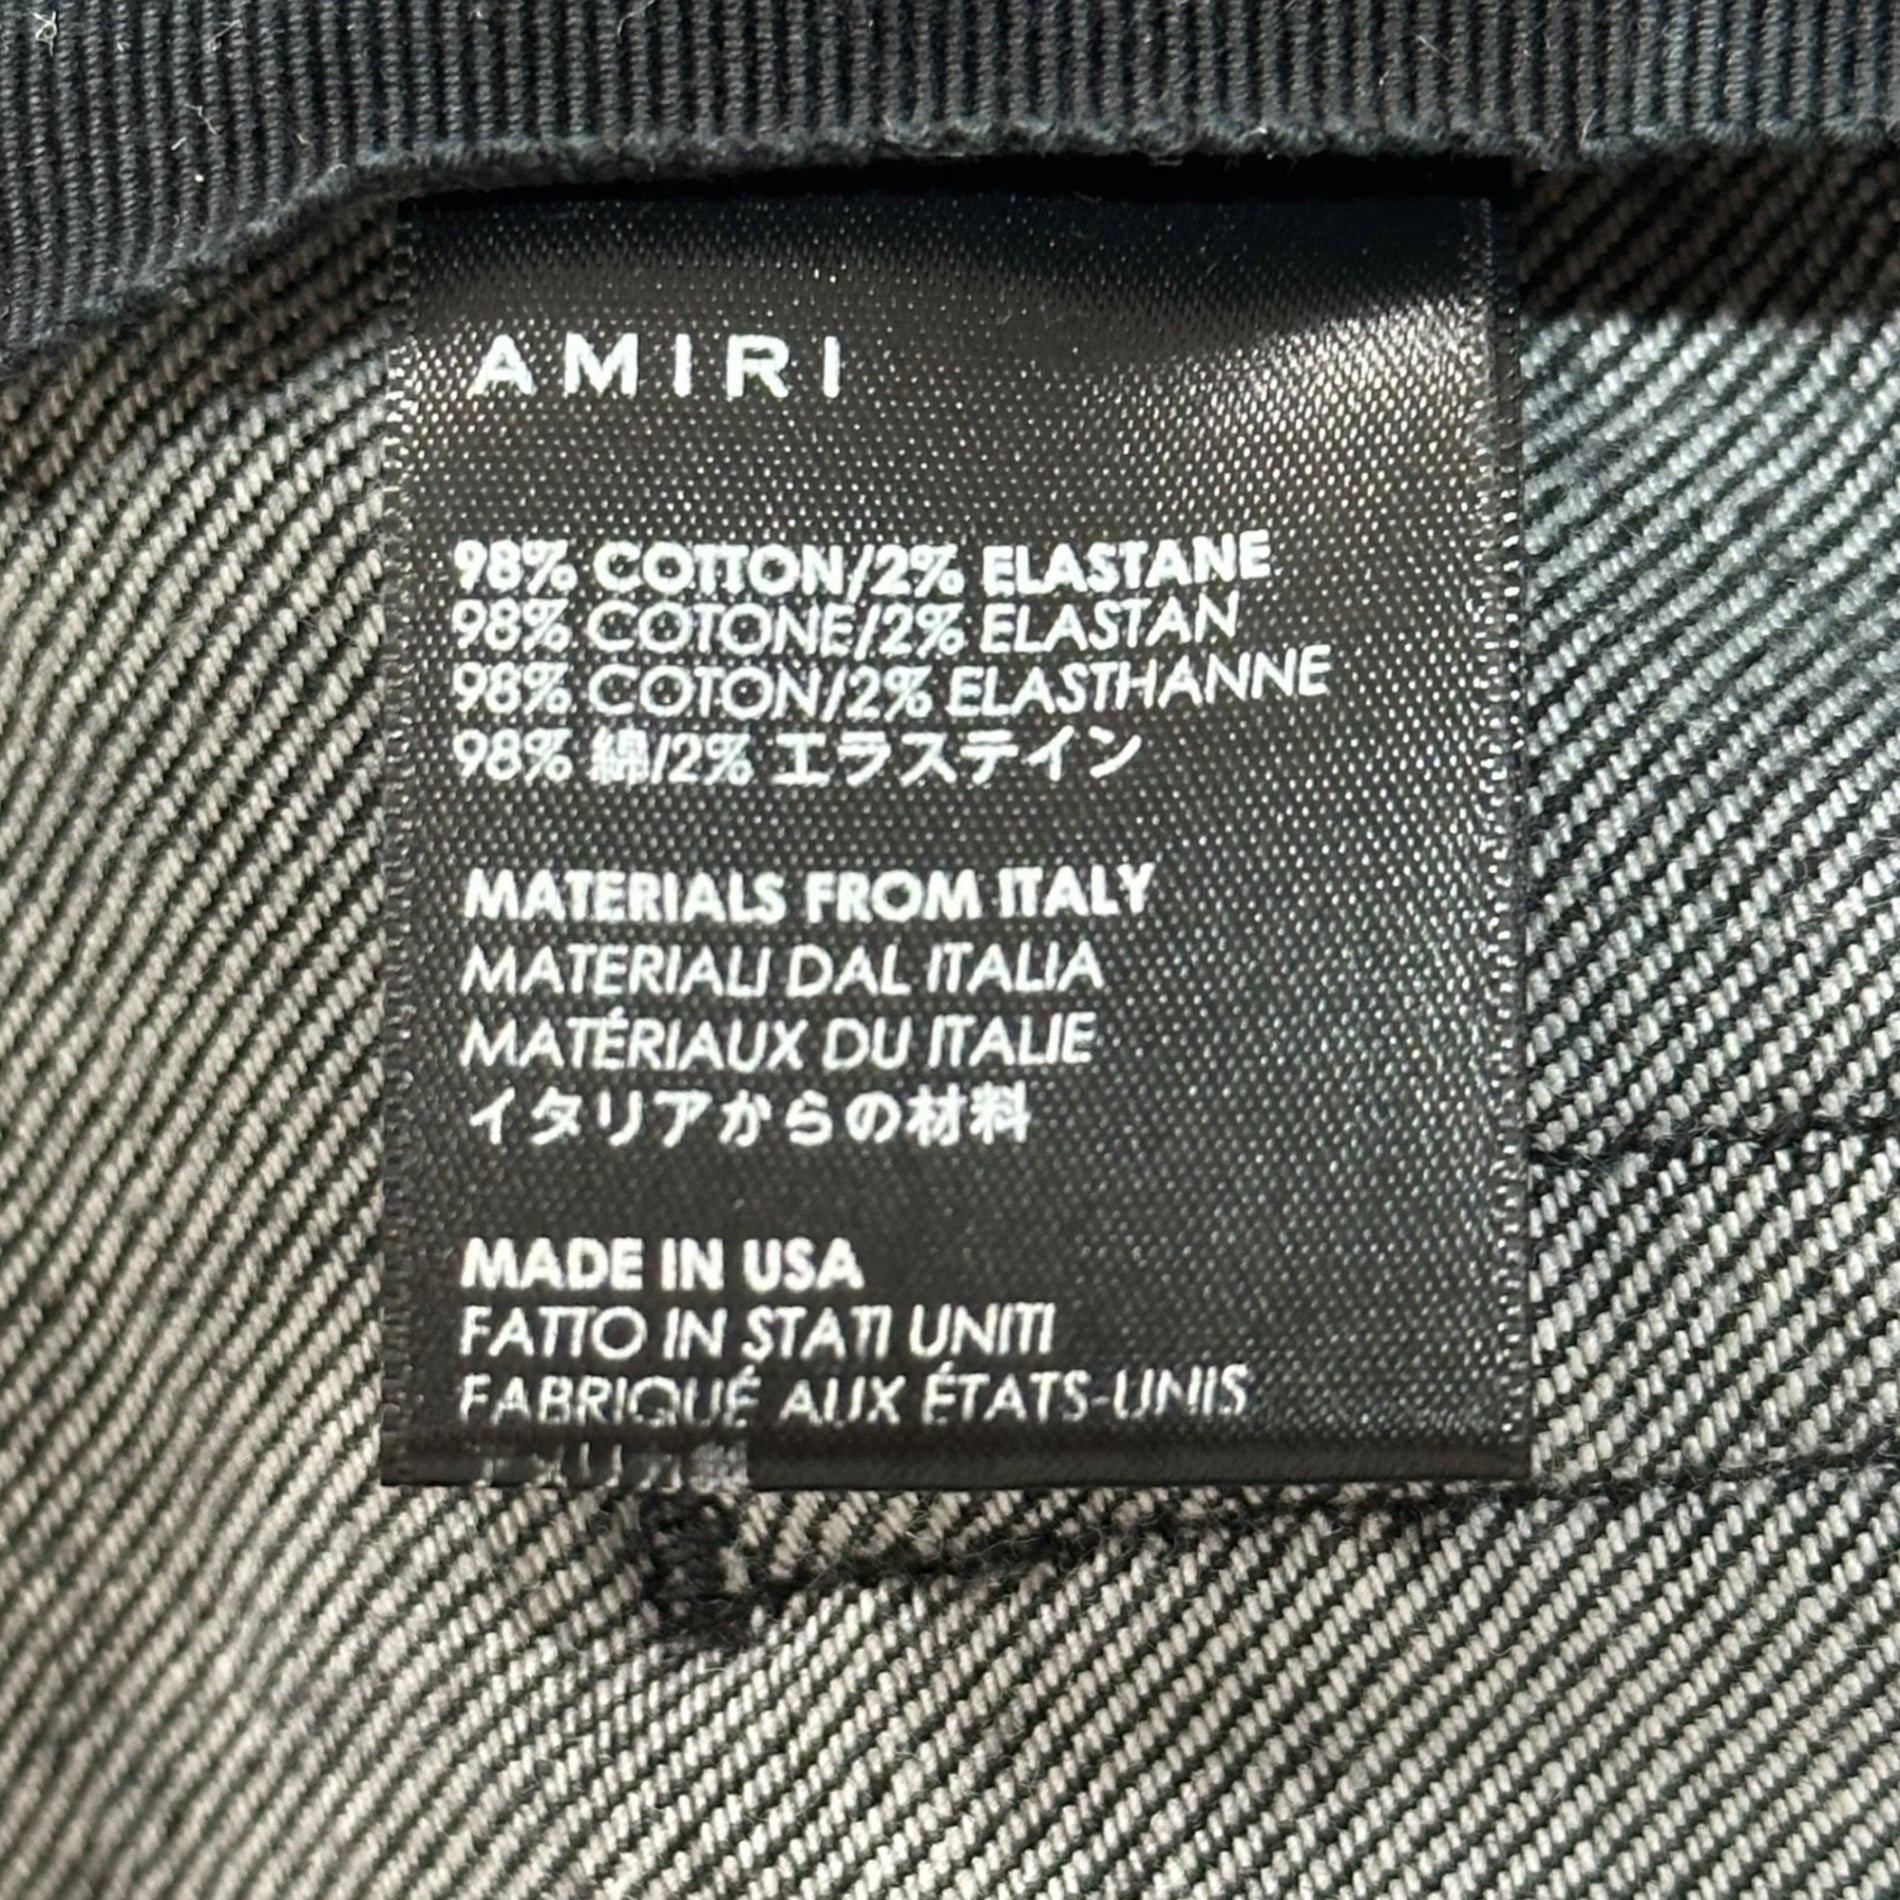 AMIRI
98% COTTON/2% ELASTANE
98% COTONE/2% ELASTAN
98% COTON/2% ELASTHANNE
98% 綿/2% エラステイン
MATERIALS FROM ITALY
MATERIALI DAL ITALIA
MATÉRIAUX DU ITALIE
イタリアからの材料
MADE IN USA
FATTO IN STATI UNITI
FABRIQUÉ AUX ÉTATS-UNIS